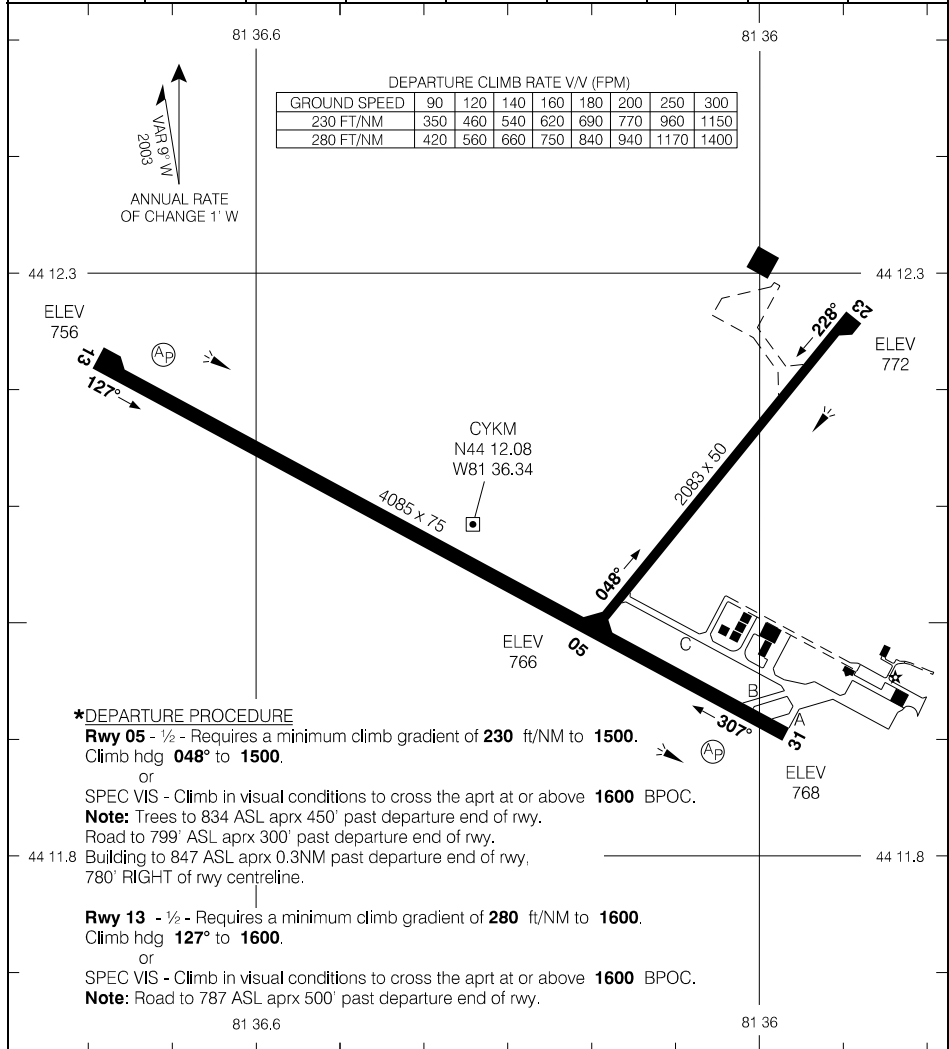 81 36.6 81 36
DEPARTURE CLIMB RATE V/V (FPM)
GROUND SPEED 90 120 140 160 180 200 250 300
230 FT/NM 350 460 540 620 690 770 960 1150
280 FT/NM 420 560 660 750 840 940 1170 1400
VAR 9° W
2003
ANNUAL RATE
OF CHANGE 1' W
44 12.3 44 12.3
ELEV
756
13
127°
AP
23
228°
ELEV
772
CYKM
N44 12.08
W81 36.34
4085 x 75
2083 x 50
048°
05
ELEV
766
C
B
A
307°
31
AP
ELEV
768
*DEPARTURE PROCEDURE
Rwy 05 - ½ - Requires a minimum climb gradient of 230 ft/NM to 1500.
Climb hdg 048° to 1500.
or
SPEC VIS - Climb in visual conditions to cross the aprt at or above 1600 BPOC.
Note: Trees to 834 ASL aprx 450' past departure end of rwy.
Road to 799' ASL aprx 300' past departure end of rwy.
44 11.8 Building to 847 ASL aprx 0.3NM past departure end of rwy, 44 11.8
780' RIGHT of rwy centreline.
Rwy 13 - ½ - Requires a minimum climb gradient of 280 ft/NM to 1600.
Climb hdg 127° to 1600.
or
SPEC VIS - Climb in visual conditions to cross the aprt at or above 1600 BPOC.
Note: Road to 787 ASL aprx 500' past departure end of rwy.
81 36.6 81 36